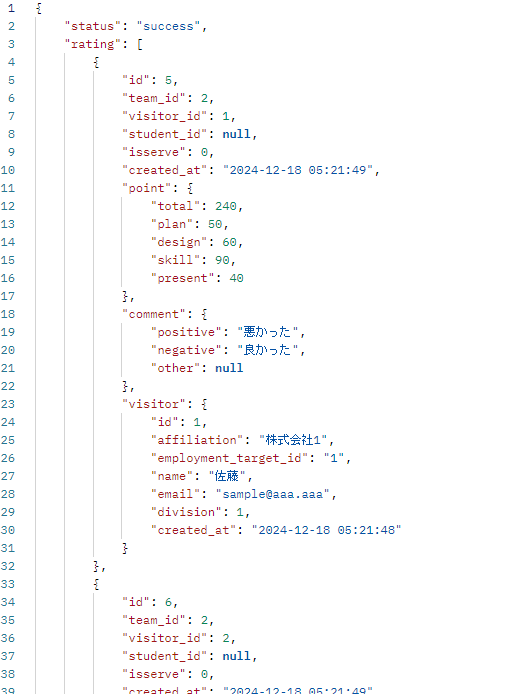 1 {
2 "status": "success",
3 "rating": [
4 {
5 "id": 5,
6 "team_id": 2,
7 "visitor_id": 1,
8 "student_id": null,
9 "isserve": 0,
10 "created_at": "2024-12-18 05:21:49",
11 "point": {
12 "total": 240,
13 "plan": 50,
14 "design": 60,
15 "skill": 90,
16 "present": 40
17 },
18 "comment": {
19 "positive": "悪かった",
20 "negative": "良かった",
21 "other": null
22 },
23 "visitor": {
24 "id": 1,
25 "affiliation": "株式会社1",
26 "employment_target_id": "1",
27 "name": "佐藤",
28 "email": "sample@aaa.aaa",
29 "division": 1,
30 "created_at": "2024-12-18 05:21:48"
31 }
32 },
33 {
34 "id": 6,
35 "team_id": 2,
36 "visitor_id": 2,
37 "student_id": null,
38 "isserve": 0,
39 "created_at": "2024-12-18 05:21:49"